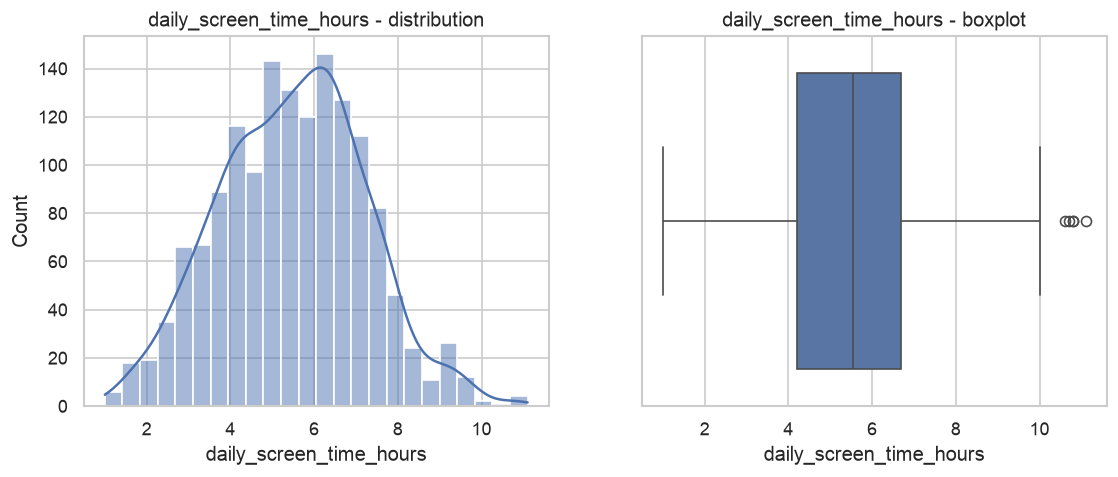 daily_screen_time_hours - distribution
140
120
100
80
60
40
20
0
Count
2 4 6 8 10
daily_screen_time_hours
daily_screen_time_hours - boxplot
2 4 6 8 10
daily_screen_time_hours